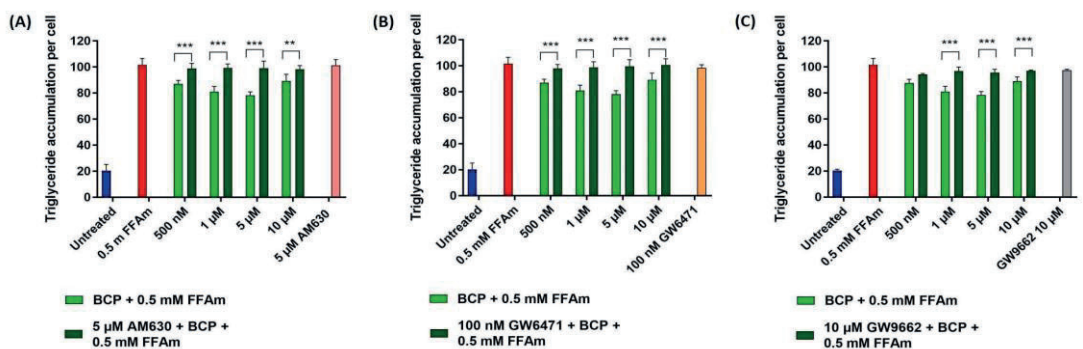 (A)
Triglyceride accumulation per cell
120
100
80
60
40
20
0
***
***
***
**
Untreated
0.5 m FFAm
500 nM
1 µM
5 µM
10 µM
5 µM AM630
BCP + 0.5 mM FFAm
5 µM AM630 + BCP +
0.5 mM FFAm
(B)
Triglyceride accumulation per cell
120
100
80
60
40
20
0
***
***
***
***
Untreated
0.5 mM FFAm
500 nM
1 µM
5 µM
10 µM
100 nM GW6471
BCP + 0.5 mM FFAm
100 nM GW6471 + BCP +
0.5 mM FFAm
(C)
Triglyceride accumulation per cell
120
100
80
60
40
20
0
***
***
***
Untreated
0.5 mM FFAm
500 nM
1 µM
5 µM
10 µM
GW9662 10 µM
BCP + 0.5 mM FFAm
10 µM GW9662 + BCP +
0.5 mM FFAm